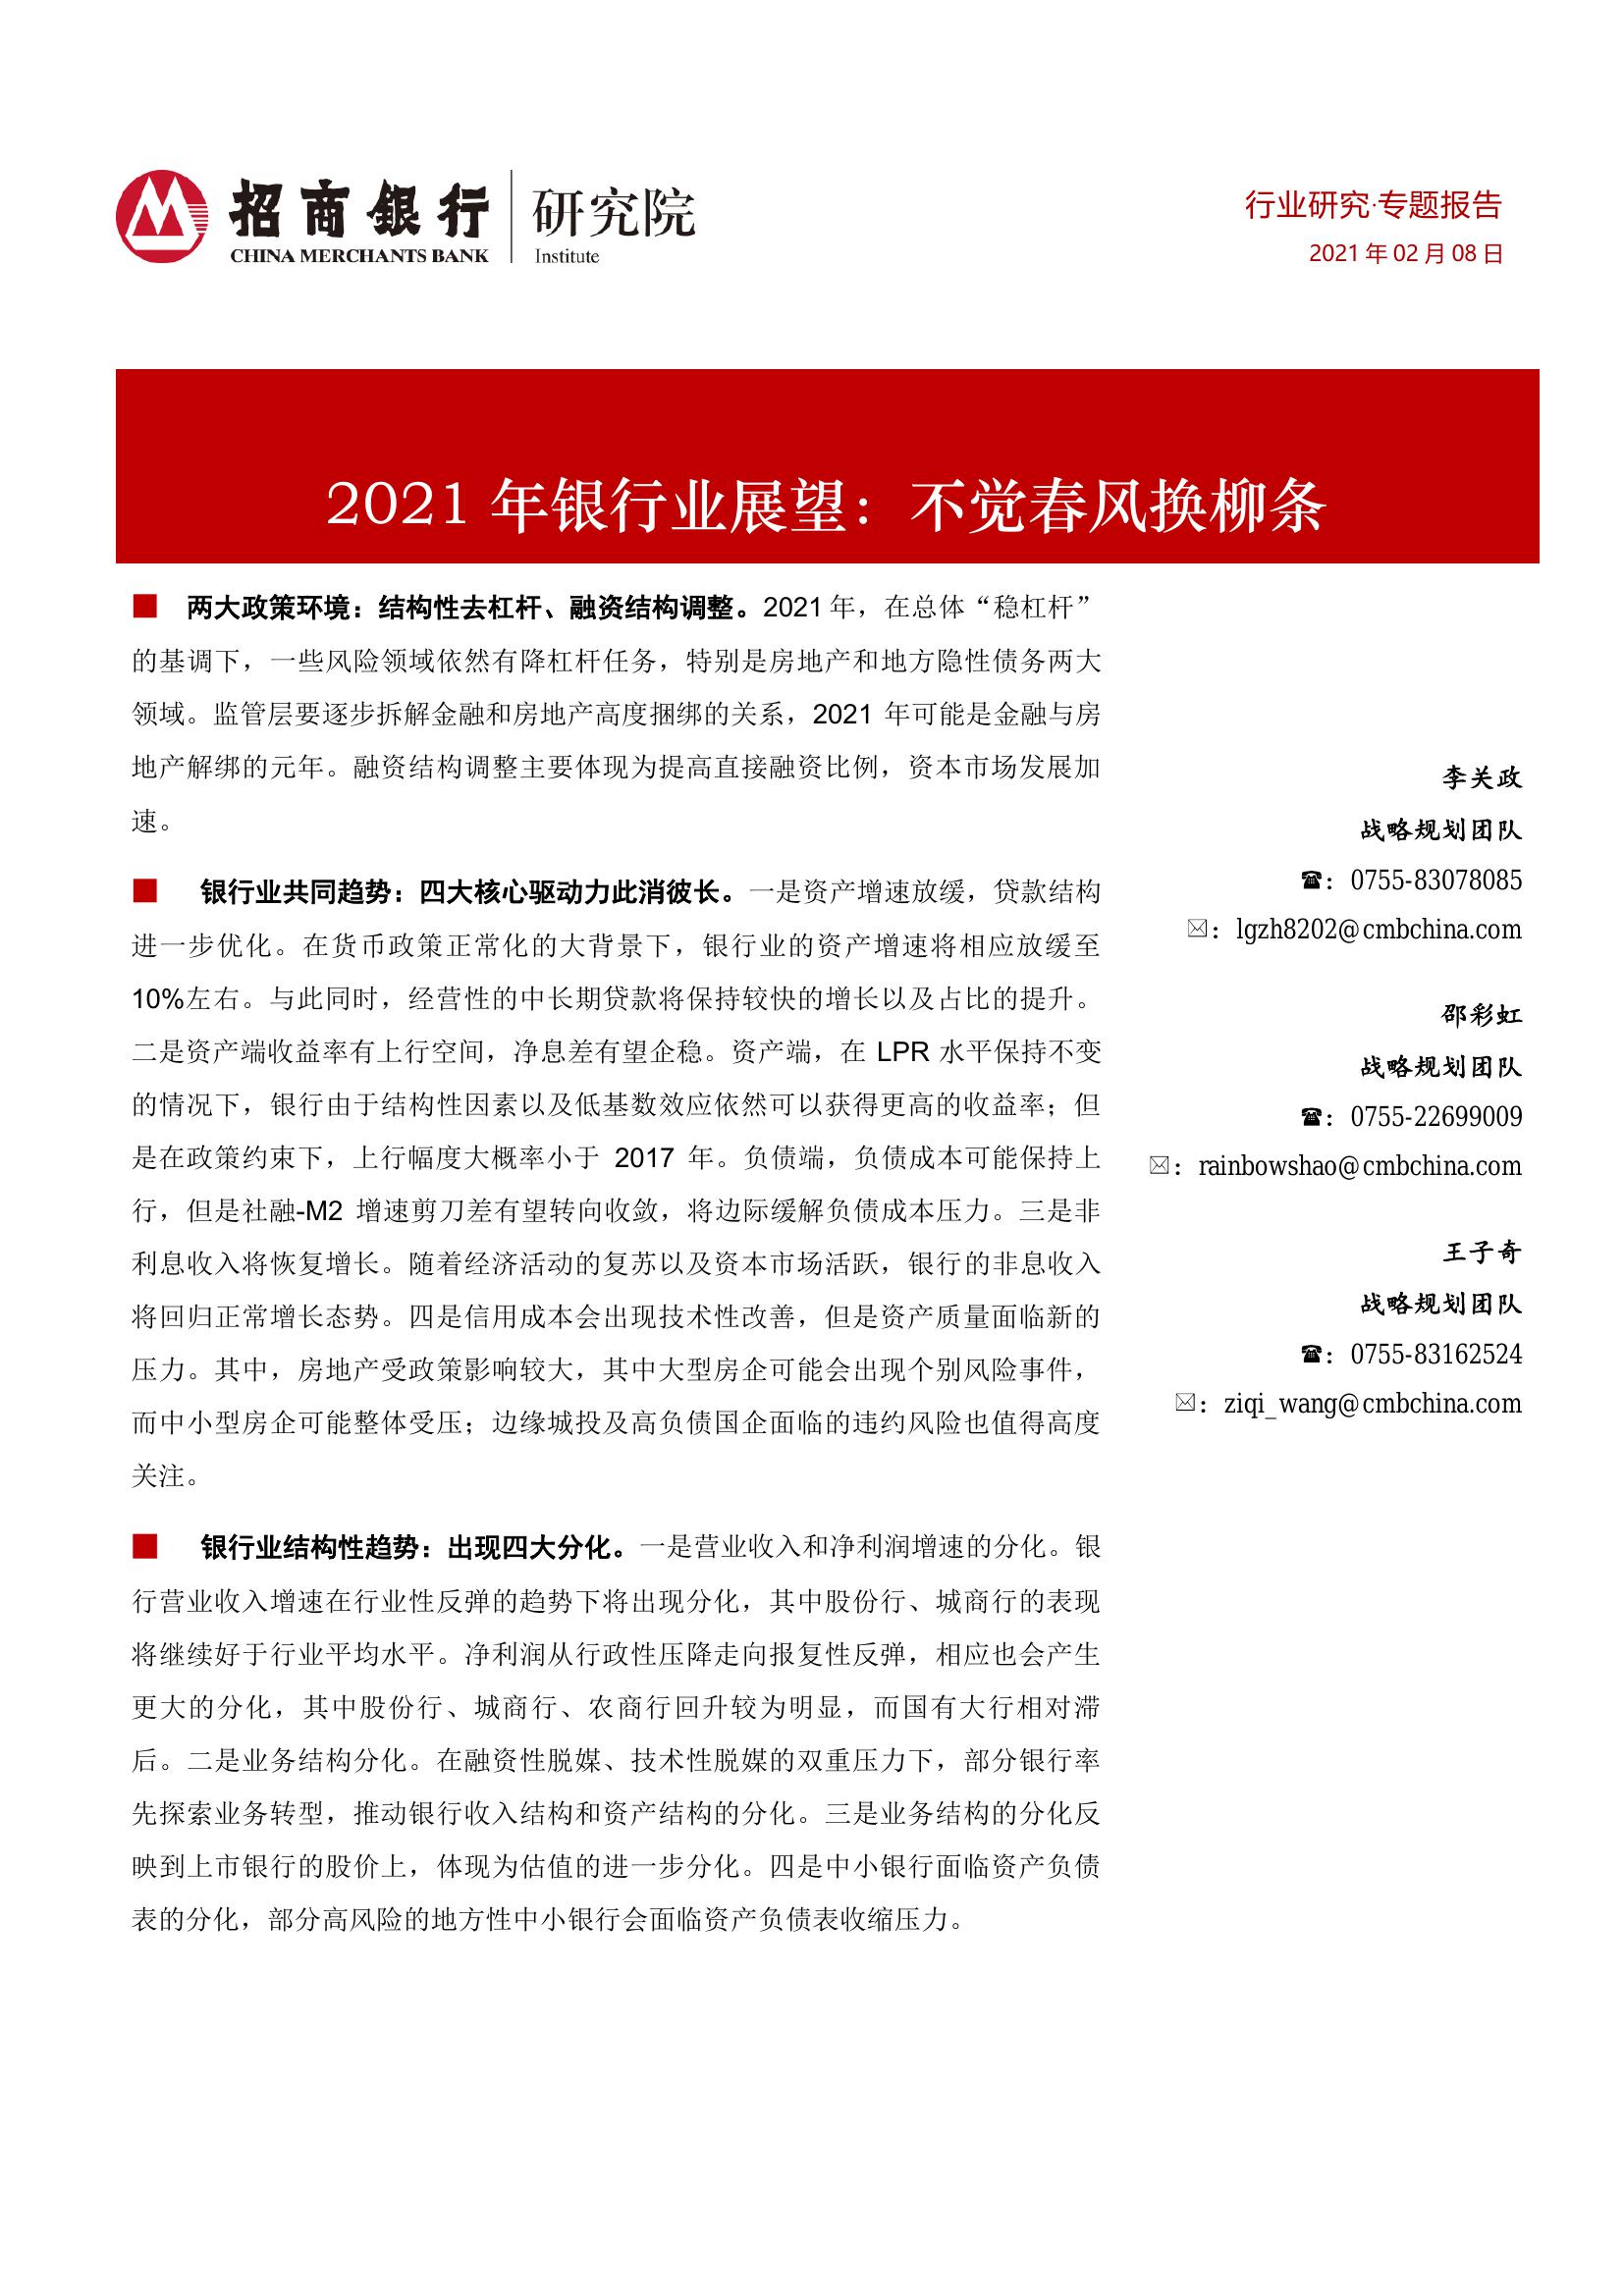 招商銀行 研究院
CHINA MERCHANTS BANK Institute
行业研究·专题报告
2021 年 02 月 08 日
2021 年银行业展望：不觉春风换柳条
■ 两大政策环境：结构性去杠杆、融资结构调整。2021 年，在总体“稳杠杆”
的基调下，一些风险领域依然有降杠杆任务，特别是房地产和地方隐性债务两大
领域。监管层要逐步拆解金融和房地产高度捆绑的关系，2021 年可能是金融与房
地产解绑的元年。融资结构调整主要体现为提高直接融资比例，资本市场发展加
速。
■ 银行业共同趋势：四大核心驱动力此消彼长。一是资产增速放缓，贷款结构
进一步优化。在货币政策正常化的大背景下，银行业的资产增速将相应放缓至
10%左右。与此同时，经营性的中长期贷款将保持较快的增长以及占比的提升。
二是资产端收益率有上行空间，净息差有望企稳。资产端，在 LPR 水平保持不变
的情况下，银行由于结构性因素以及低基数效应依然可以获得更高的收益率；但
是在政策约束下，上行幅度大概率小于 2017 年。负债端，负债成本可能保持上
行，但是社融-M2 增速剪刀差有望转向收敛，将边际缓解负债成本压力。三是非
利息收入将恢复增长。随着经济活动的复苏以及资本市场活跃，银行的非息收入
将回归正常增长态势。四是信用成本会出现技术性改善，但是资产质量面临新的
压力。其中，房地产受政策影响较大，其中大型房企可能会出现个别风险事件，
而中小型房企可能整体受压；边缘城投及高负债国企面临的违约风险也值得高度
关注。
■ 银行业结构性趋势：出现四大分化。一是营业收入和净利润增速的分化。银
行营业收入增速在行业性反弹的趋势下将出现分化，其中股份行、城商行的表现
将继续好于行业平均水平。净利润从行政性压降走向报复性反弹，相应也会产生
更大的分化，其中股份行、城商行、农商行回升较为明显，而国有大行相对滞
后。二是业务结构分化。在融资性脱媒、技术性脱媒的双重压力下，部分银行率
先探索业务转型，推动银行收入结构和资产结构的分化。三是业务结构的分化反
映到上市银行的股价上，体现为估值的进一步分化。四是中小银行面临资产负债
表的分化，部分高风险的地方性中小银行会面临资产负债表收缩压力。
李关政
战略规划团队
☎：0755-83078085
✉：lgzh8202@cmbchina.com
邵彩虹
战略规划团队
☎：0755-22699009
✉：rainbowshao@cmbchina.com
王子奇
战略规划团队
☎：0755-83162524
✉：ziqi_wang@cmbchina.com